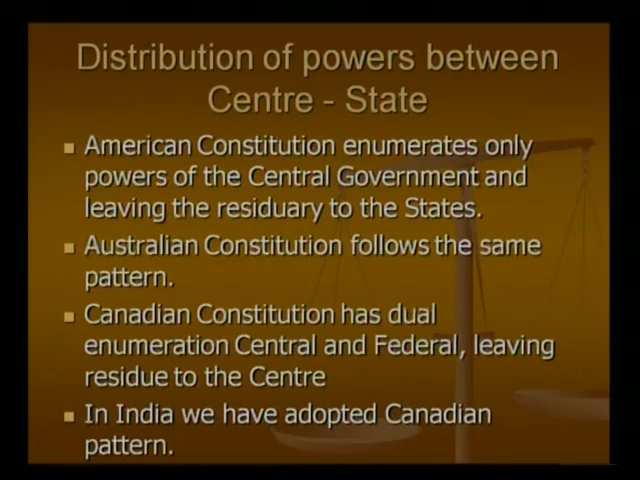 Distribution of powers between
Centre - State
American Constitution enumerates only
powers of the Central Government and
leaving the residuary to the States.
Australian Constitution follows the same
pattern.
Canadian Constitution has dual
enumeration Central and Federal, leaving
residue to the Centre
In India we have adopted Canadian
pattern.